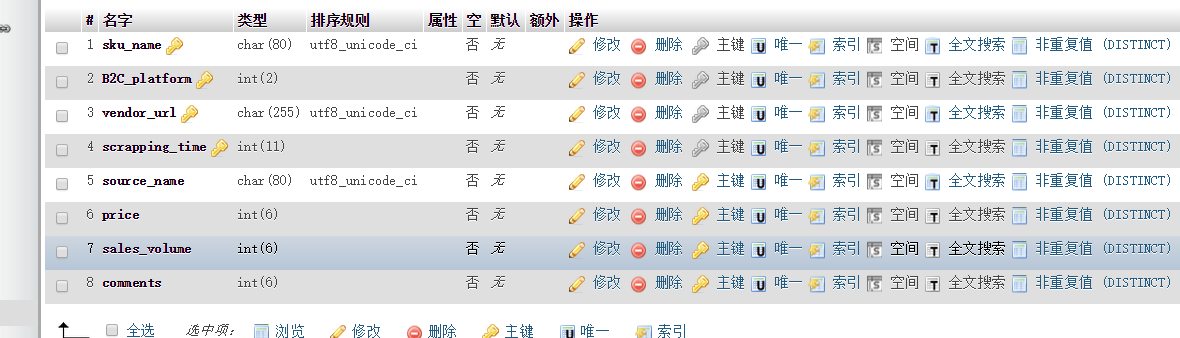 # 名字 类型 排序规则 属性 空 默认 额外 操作
1 sku_name char(80) utf8_unicode_ci 否 无 修改 删除 主键 唯一 索引 空间 全文搜索 非重复值 (DISTINCT)
2 B2C_platform int(2) 否 无 修改 删除 主键 唯一 索引 空间 全文搜索 非重复值 (DISTINCT)
3 vendor_url char(255) utf8_unicode_ci 否 无 修改 删除 主键 唯一 索引 空间 全文搜索 非重复值 (DISTINCT)
4 scrapping_time int(11) 否 无 修改 删除 主键 唯一 索引 空间 全文搜索 非重复值 (DISTINCT)
5 source_name char(80) utf8_unicode_ci 否 无 修改 删除 主键 唯一 索引 空间 全文搜索 非重复值 (DISTINCT)
6 price int(6) 否 无 修改 删除 主键 唯一 索引 空间 全文搜索 非重复值 (DISTINCT)
7 sales_volume int(6) 否 无 修改 删除 主键 唯一 索引 空间 全文搜索 非重复值 (DISTINCT)
8 comments int(6) 否 无 修改 删除 主键 唯一 索引 空间 全文搜索 非重复值 (DISTINCT)
全选 选中项: 浏览 修改 删除 主键 唯一 索引